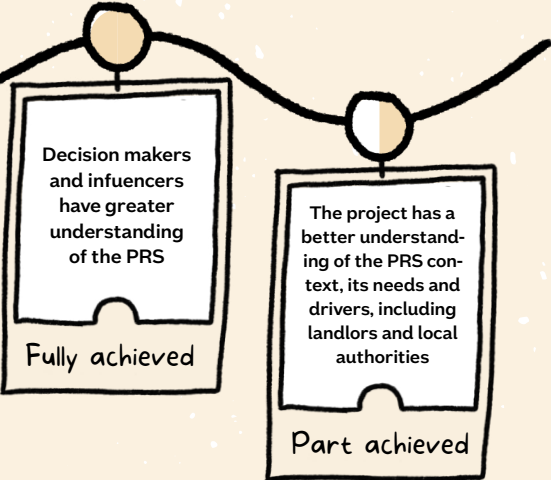 Decision makers
and infuencers
have greater
understanding
of the PRS
Fully achieved
The project has a
better understand-
ing of the PRS con-
text, its needs and
drivers, including
landlors and local
authorities
Part achieved